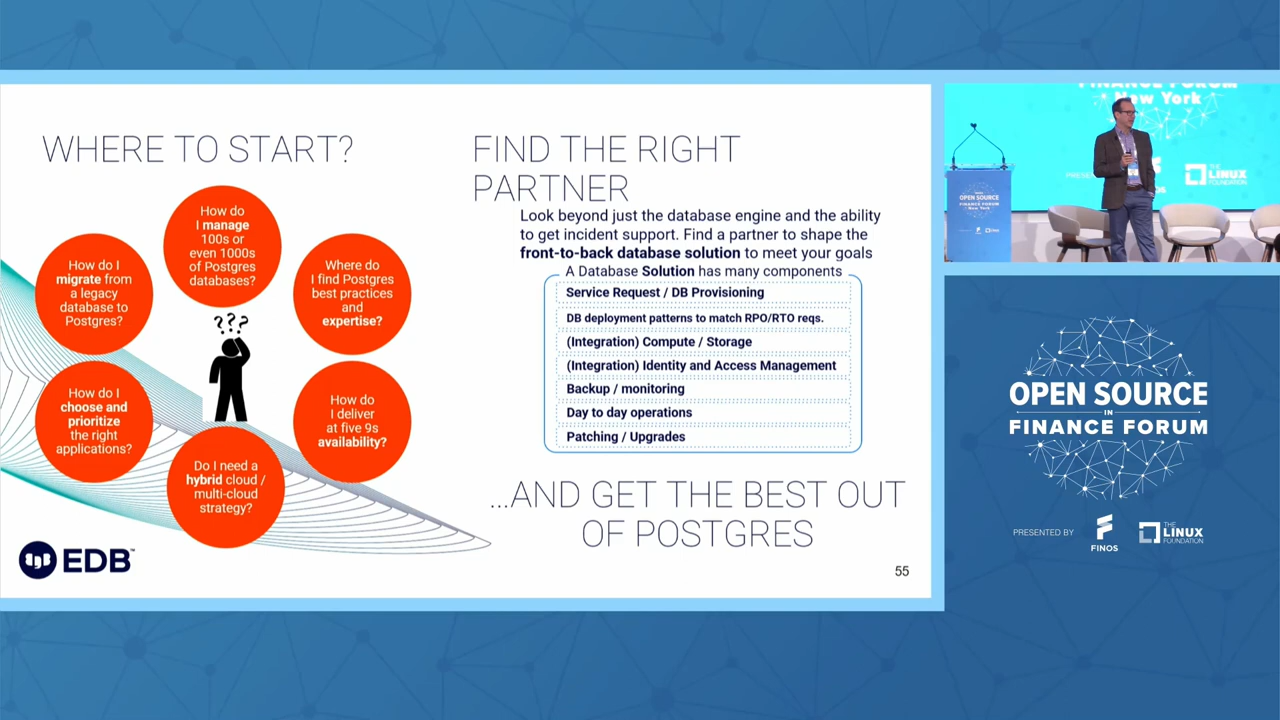 WHERE TO START?
How do
I manage
100s or
even 1000s
of Postgres
databases?
How do I
migrate from
a legacy
database to
Postgres?
Where do
I find Postgres
best practices
and
expertise?
???
How do I
choose and
prioritize
the right
applications?
How do
I deliver
at five 9s
availability?
Do I need a
hybrid cloud /
multi-cloud
strategy?
EDB™
FIND THE RIGHT
PARTNER
Look beyond just the database engine and the ability
to get incident support. Find a partner to shape the
front-to-back database solution to meet your goals
A Database Solution has many components
Service Request / DB Provisioning
DB deployment patterns to match RPO/RTO reqs.
(Integration) Compute / Storage
(Integration) Identity and Access Management
Backup / monitoring
Day to day operations
Patching / Upgrades
...AND GET THE BEST OUT
OF POSTGRES
55
FINANCE FORUM
New York
THE
LINUX
FOUNDATION
OPEN SOURCE
FINANCE FORUM
New York
OPEN SOURCE
IN
FINANCE FORUM
PRESENTED BY
FINOS
THE
LINUX
FOUNDATION